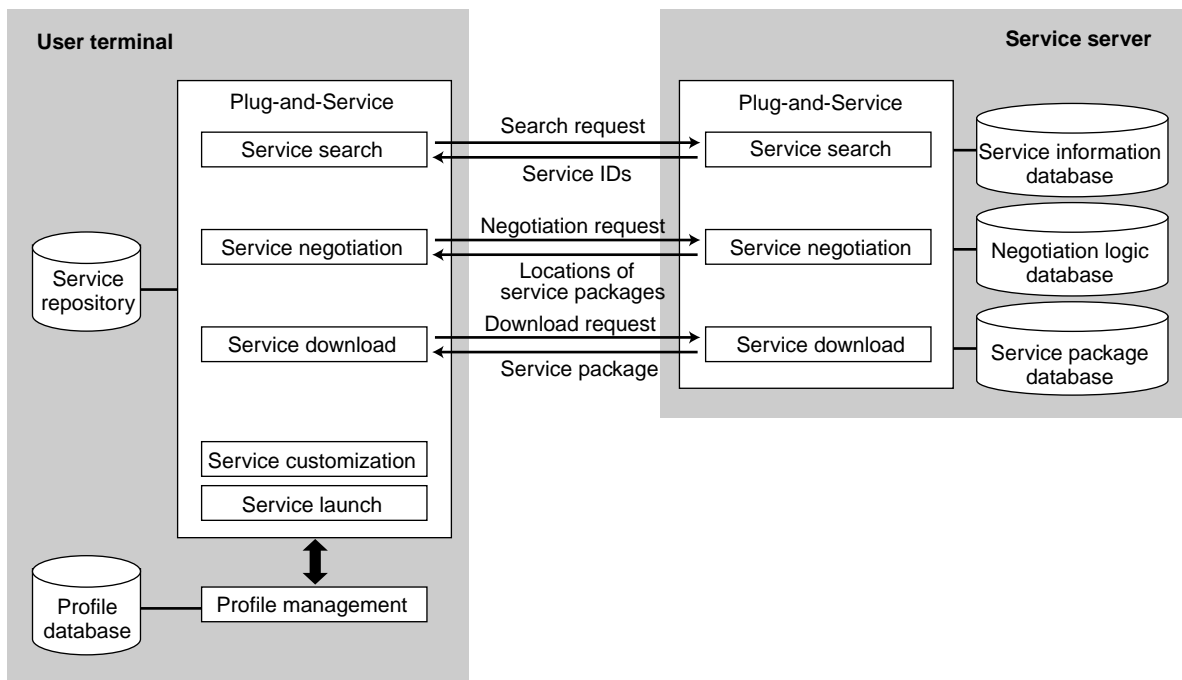 User terminal
Plug-and-Service
Service search
Service negotiation
Service download
Service customization
Service launch
Service
repository
Profile
database
Profile management
Search request
Service IDs
Negotiation request
Locations of
service packages
Download request
Service package
Service server
Plug-and-Service
Service search
Service negotiation
Service download
Service information
database
Negotiation logic
database
Service package
database